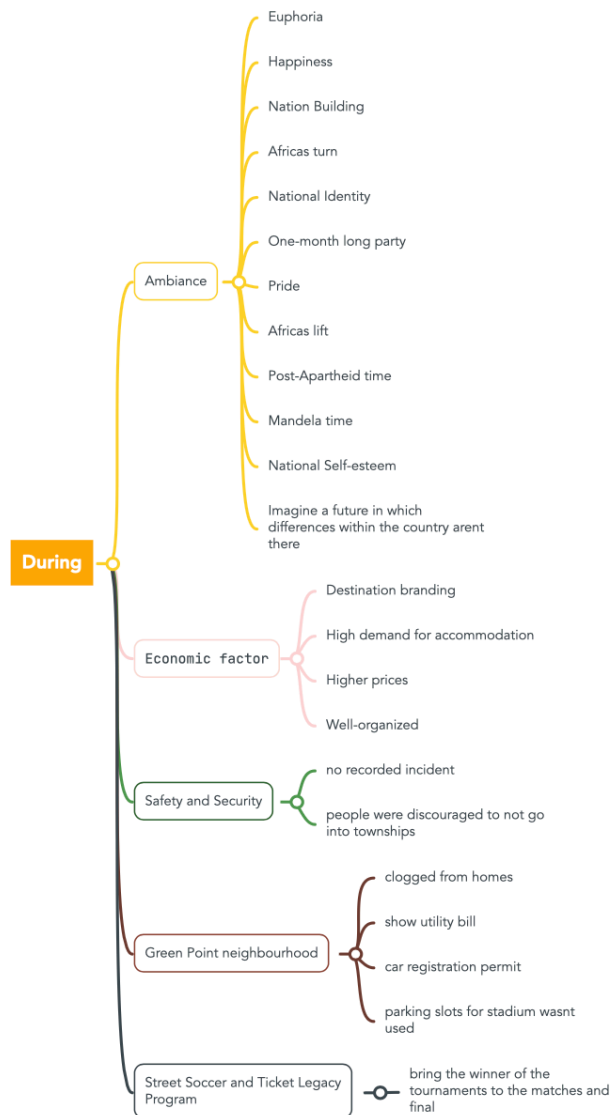 During
Ambiance
Euphoria
Happiness
Nation Building
Africas turn
National Identity
One-month long party
Pride
Africas lift
Post-Apartheid time
Mandela time
National Self-esteem
Imagine a future in which
differences within the country arent
there
Economic factor
Destination branding
High demand for accommodation
Higher prices
Well-organized
Safety and Security
no recorded incident
people were discouraged to not go
into townships
Green Point neighbourhood
clogged from homes
show utility bill
car registration permit
parking slots for stadium wasnt
used
Street Soccer and Ticket Legacy
Program
bring the winner of the
tournaments to the matches and
final